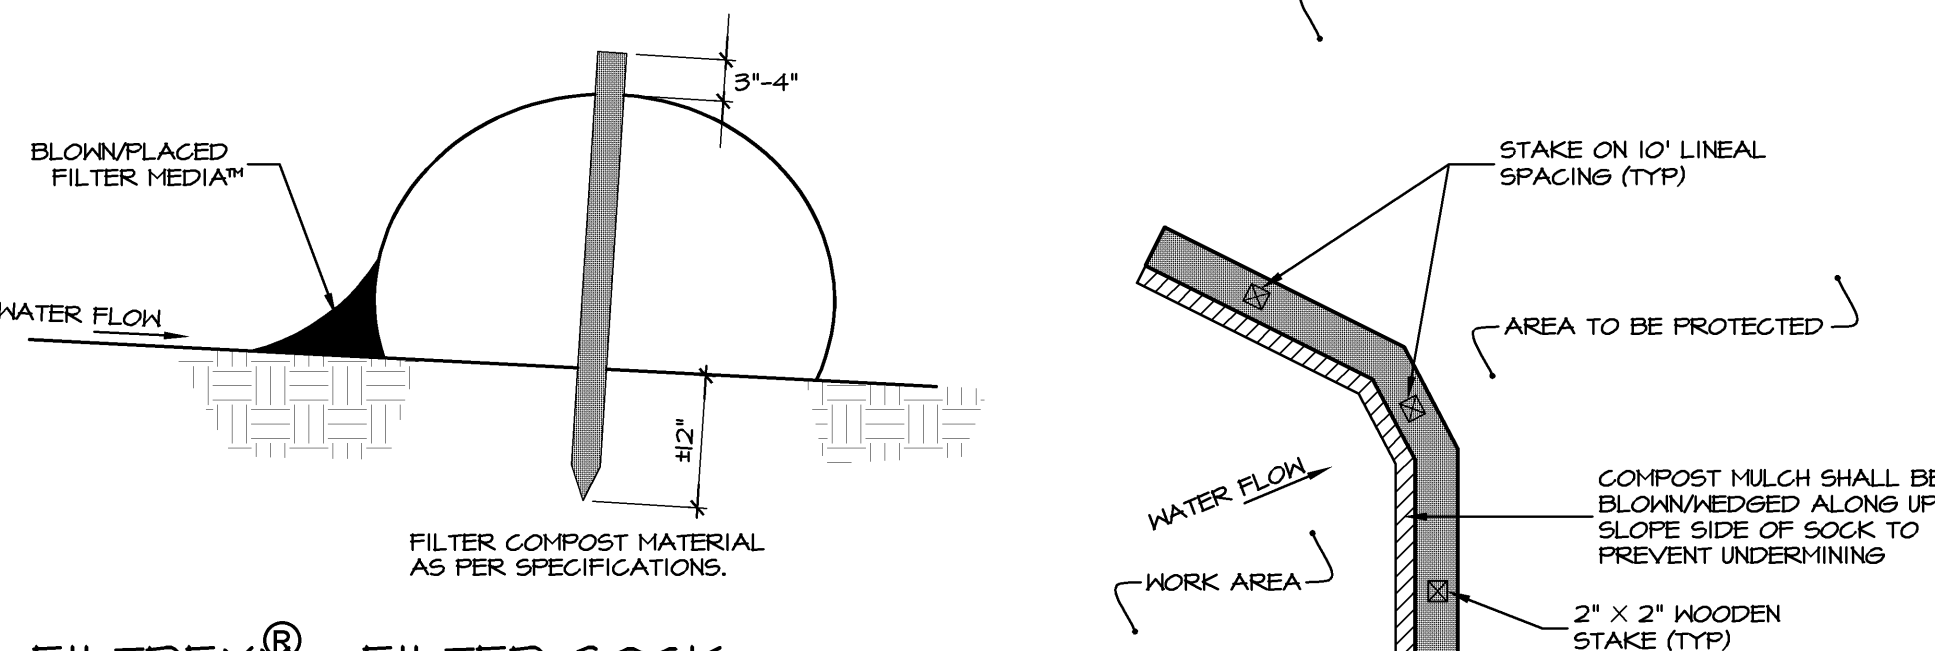 3"-4"
BLOWN/PLACED
FILTER MEDIA™
WATER FLOW
±12"
FILTER COMPOST MATERIAL
AS PER SPECIFICATIONS.
®
FILTER SOCK
STAKE ON 10' LINEAL
SPACING (TYP)
AREA TO BE PROTECTED
WATER FLOW
COMPOST MULCH SHALL BE
BLOWN/WEDGED ALONG UP
SLOPE SIDE OF SOCK TO
PREVENT UNDERMINING
WORK AREA
2" X 2" WOODEN
STAKE (TYP)